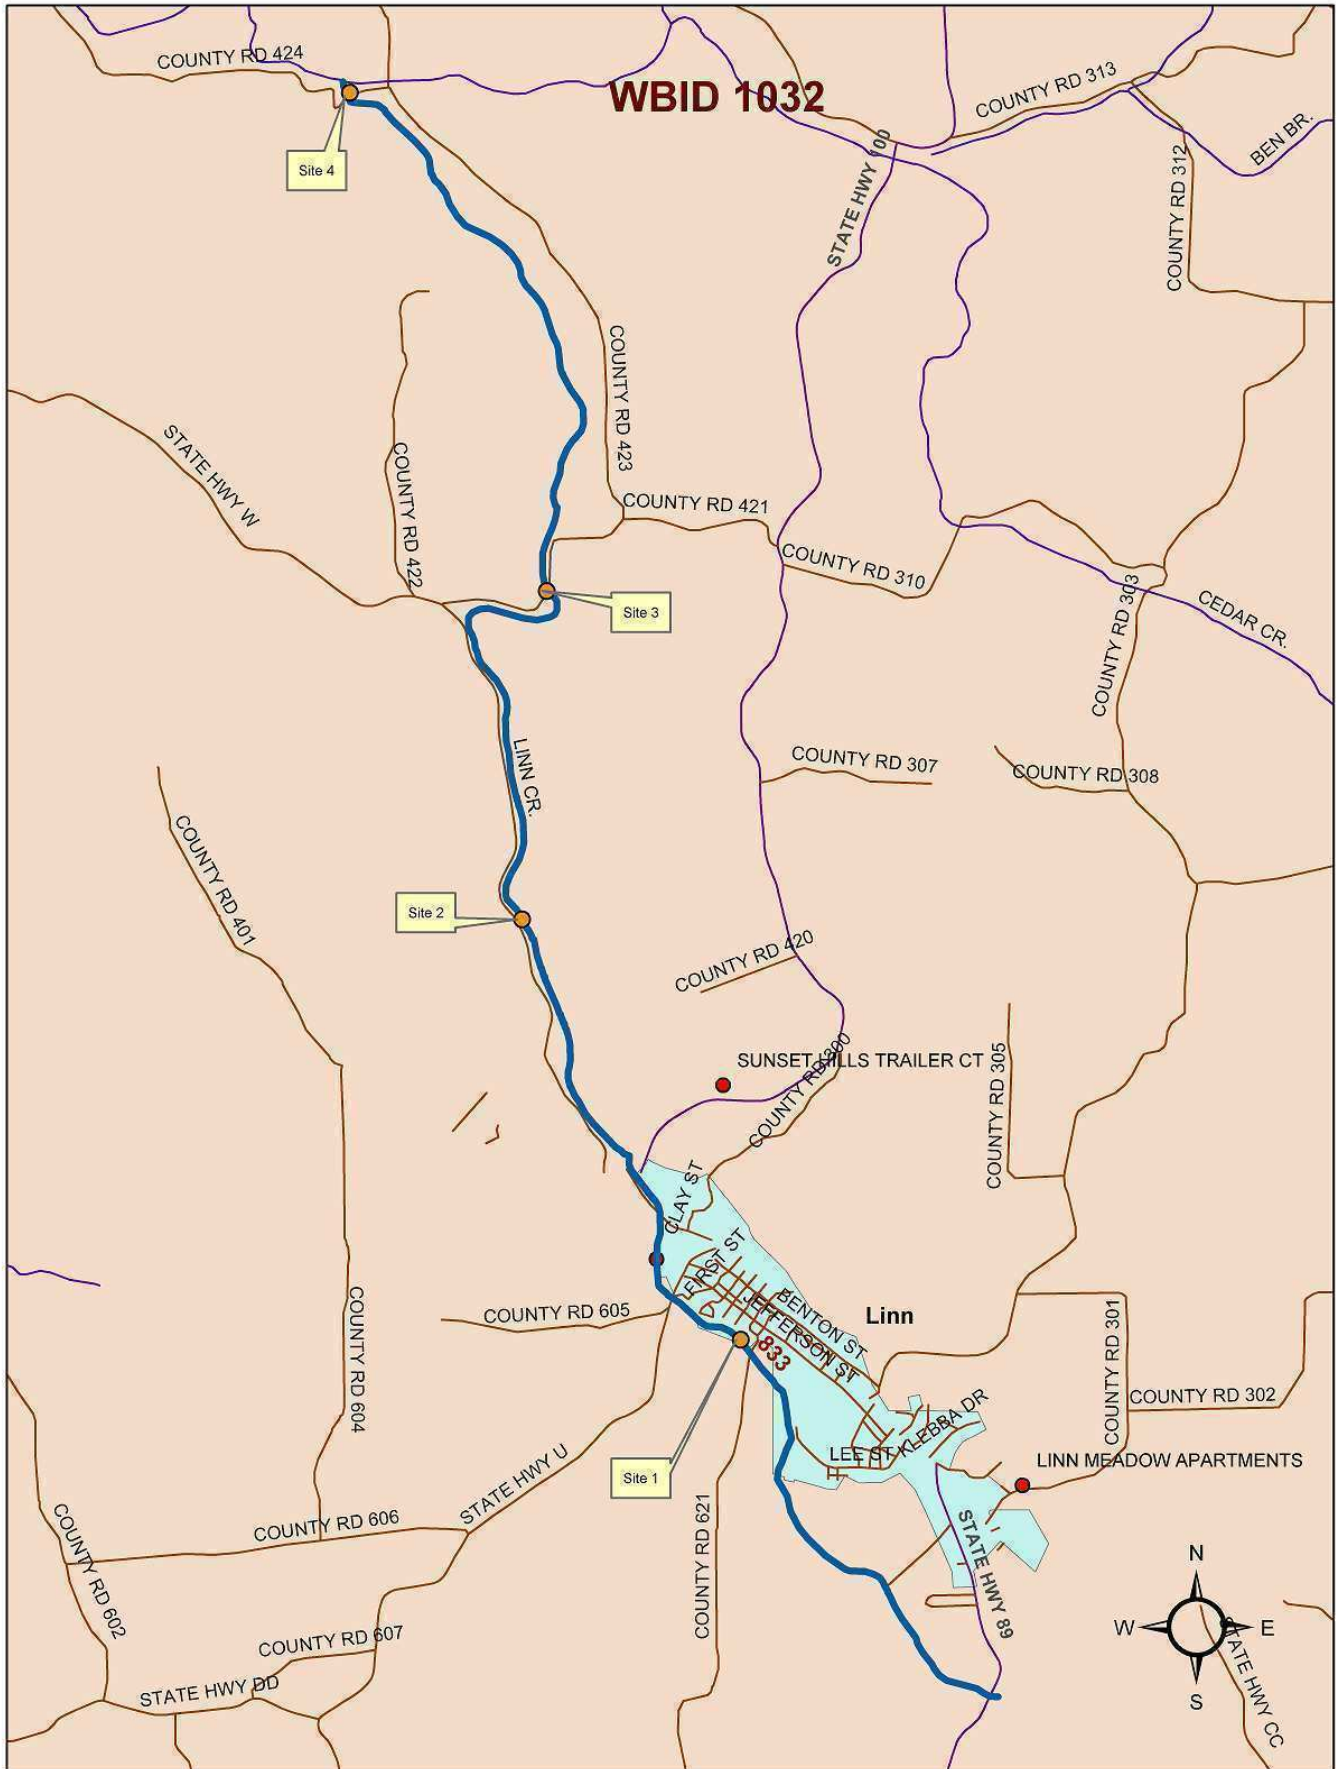 COUNTY RD 424
WBID 1032
COUNTY RD 313
BEN BR.
Site 4
STATE HWY 100
COUNTY RD 312
COUNTY RD 423
STATE HWY W
COUNTY RD 422
COUNTY RD 421
COUNTY RD 310
COUNTY RD 303
CEDAR CR.
Site 3
LINN CR.
COUNTY RD 307
COUNTY RD 308
COUNTY RD 401
Site 2
COUNTY RD 420
SUNSET HILLS TRAILER CT
COUNTY RD 300
COUNTY RD 305
CLAY ST
FIRST ST
BENTON ST
JEFFERSON ST
Linn
833
COUNTY RD 605
COUNTY RD 604
COUNTY RD 301
COUNTY RD 302
KLEBBA DR
LEE ST
LINN MEADOW APARTMENTS
Site 1
STATE HWY U
COUNTY RD 606
COUNTY RD 602
COUNTY RD 621
STATE HWY 89
COUNTY RD 607
STATE HWY DD
N
W
E
S
STATE HWY CC